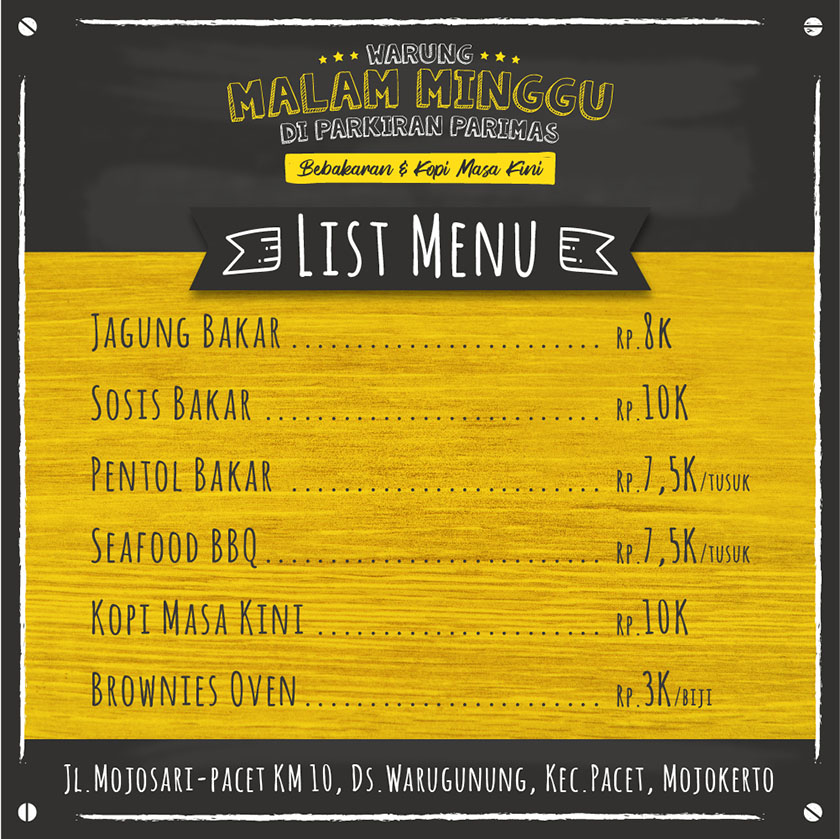 WARUNG
MALAM MINGGU
DI PARKIRAN PARIMAS
Bebakaran & Kopi Masa Kini
LIST MENU
JAGUNG BAKAR ........................ Rp.8K
SOSIS BAKAR .......................... Rp.10K
PENTOL BAKAR ........................ Rp.7,5K/TUSUK
SEAFOOD BBQ.......................... Rp.7,5K/TUSUK
KOPI MASA KINI ...................... Rp.10K
BROWNIES OVEN....................... Rp.3K/BIJI
JL.MOJOSARI-PACET KM 10, DS.WARUGUNUNG, KEC.PACET, MOJOKERTO